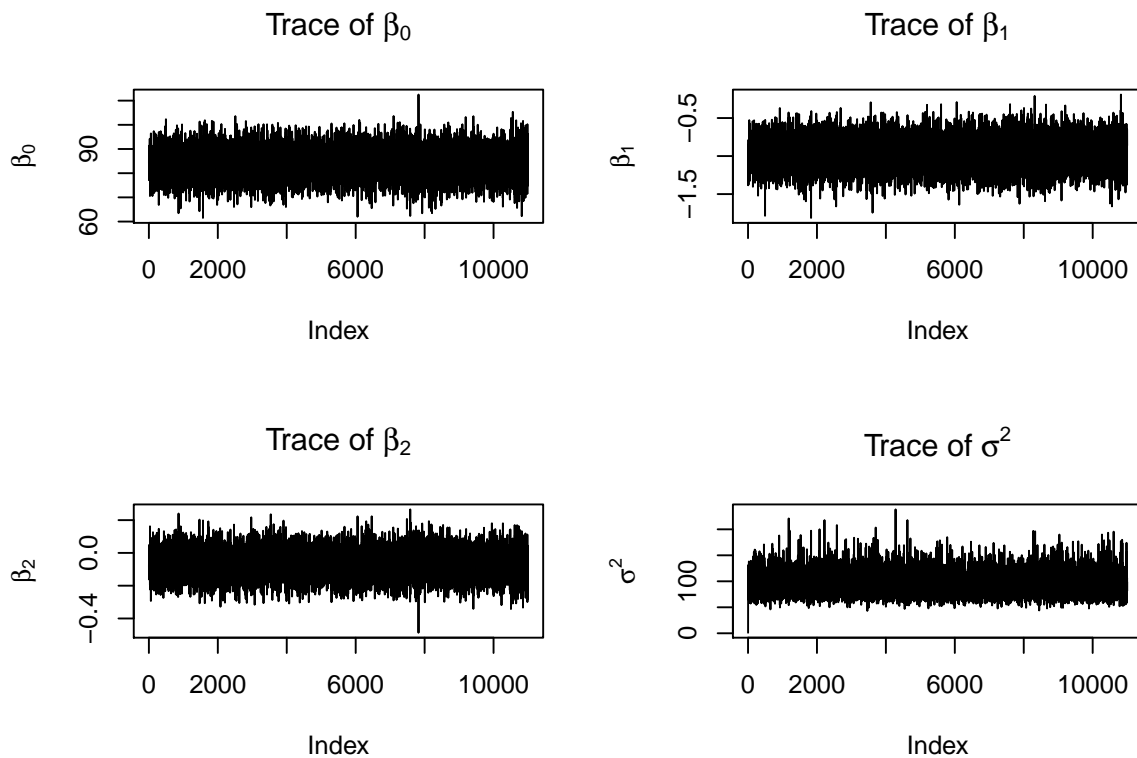 Trace of β₀
β₀
90
60
0 2000 6000 10000
Index
Trace of β₁
β₁
−0.5
−1.5
0 2000 6000 10000
Index
Trace of β₂
β₂
0.0
−0.4
0 2000 6000 10000
Index
Trace of σ²
σ²
100
0
0 2000 6000 10000
Index